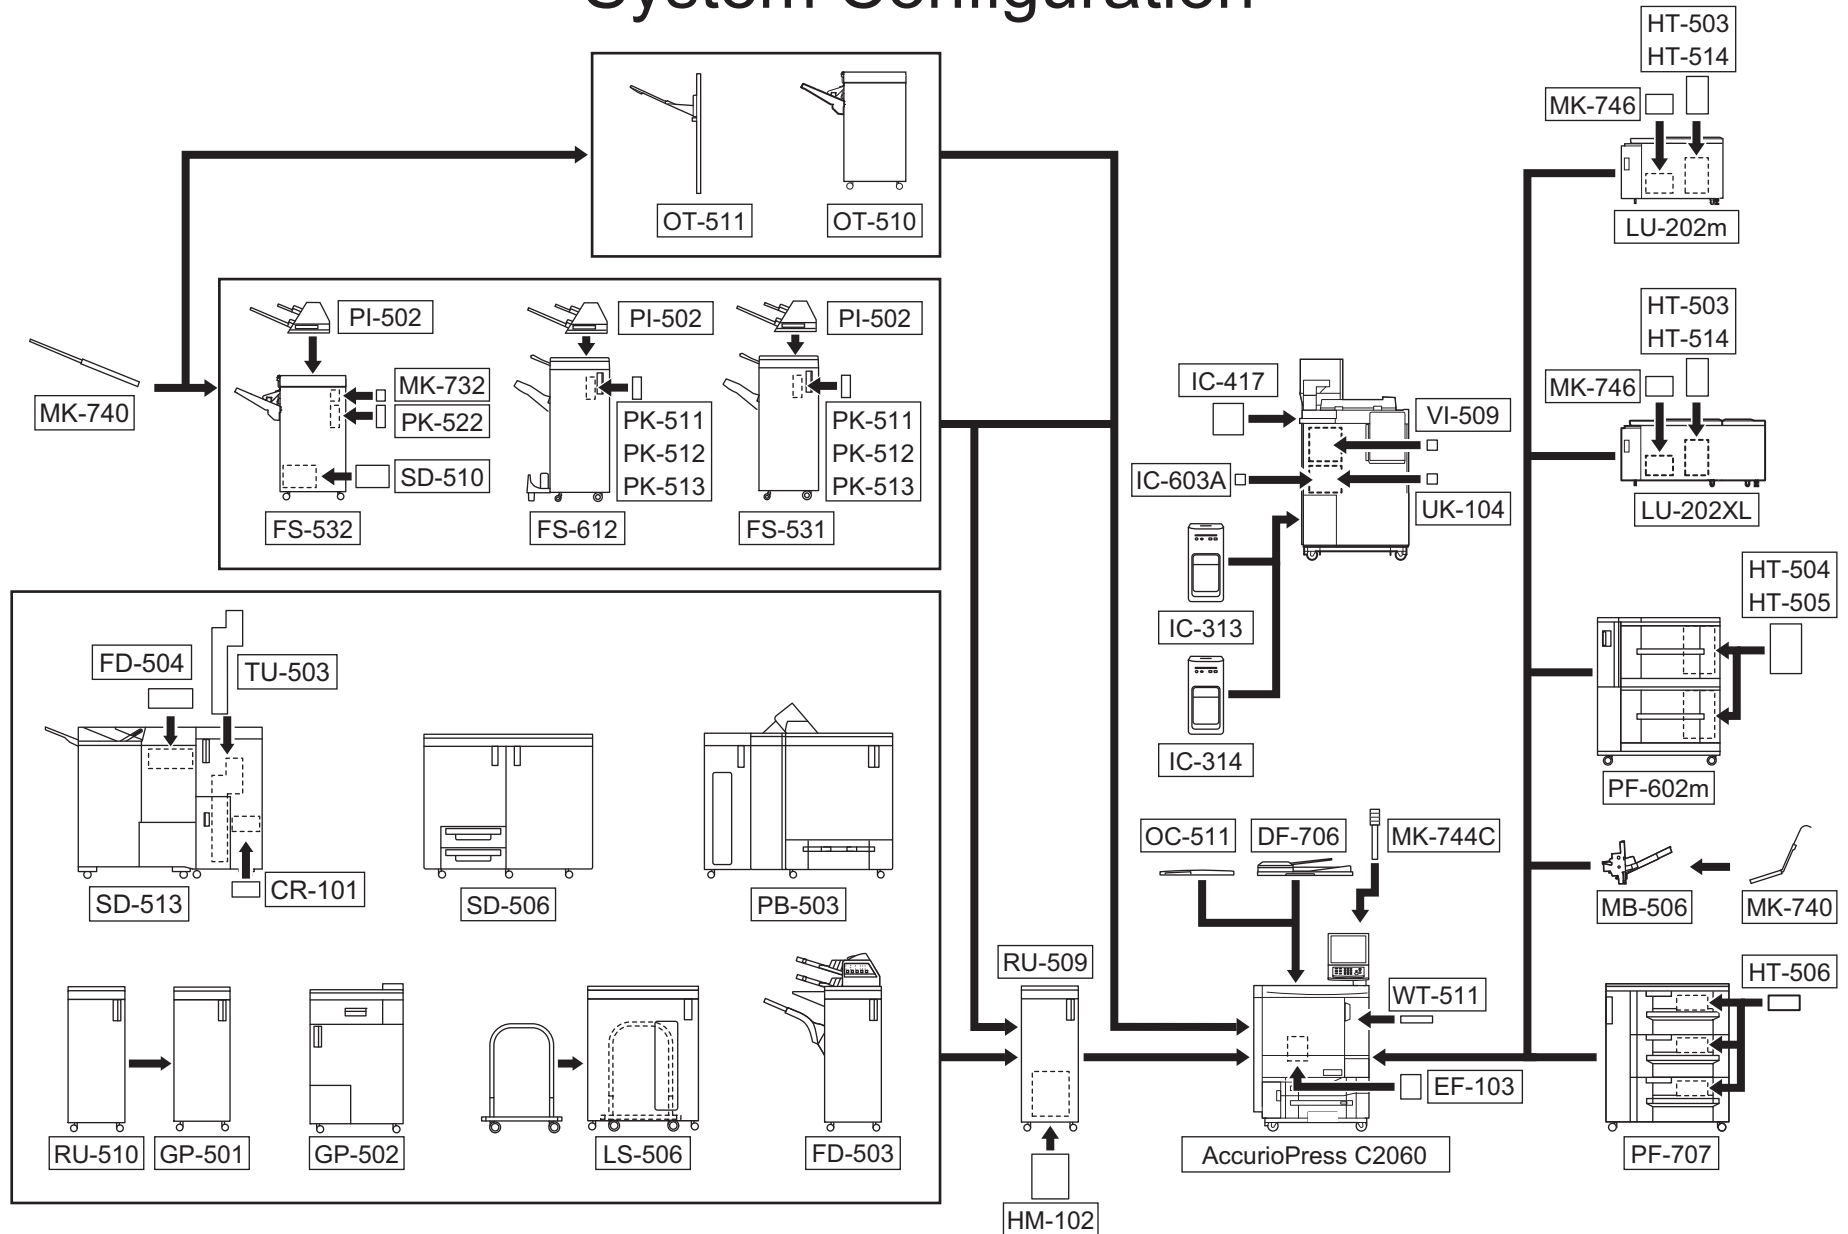 System Configuration
OT-511
OT-510
MK-740
PI-502
MK-732
PK-522
SD-510
FS-532
PI-502
PK-511
PK-512
PK-513
FS-612
PI-502
PK-511
PK-512
PK-513
FS-531
FD-504
TU-503
SD-513
CR-101
SD-506
PB-503
RU-510
GP-501
GP-502
LS-506
FD-503
RU-509
HM-102
IC-417
VI-509
IC-603A
UK-104
IC-313
IC-314
OC-511
DF-706
MK-744C
WT-511
EF-103
AccurioPress C2060
HT-503
HT-514
MK-746
LU-202m
HT-503
HT-514
MK-746
LU-202XL
HT-504
HT-505
PF-602m
MB-506
MK-740
HT-506
PF-707